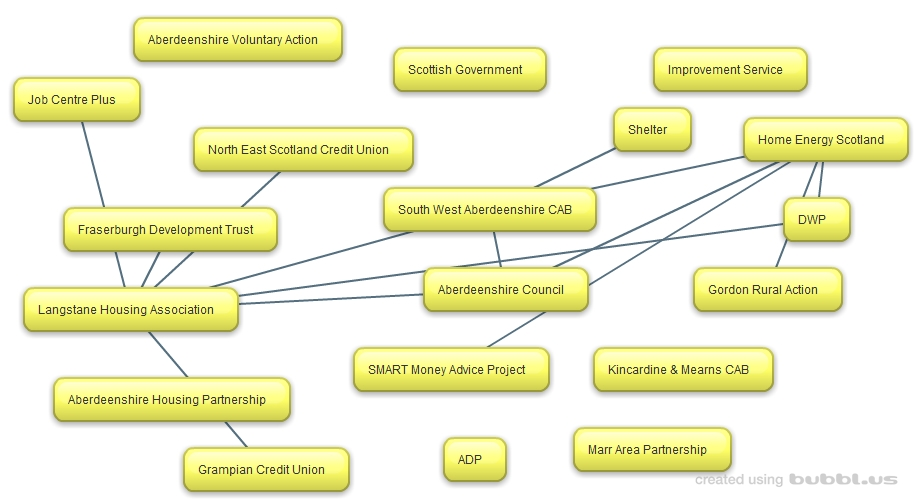 Aberdeenshire Voluntary Action
Scottish Government
Improvement Service
Job Centre Plus
Shelter
Home Energy Scotland
North East Scotland Credit Union
South West Aberdeenshire CAB
DWP
Fraserburgh Development Trust
Aberdeenshire Council
Gordon Rural Action
Langstane Housing Association
SMART Money Advice Project
Kincardine & Mearns CAB
Aberdeenshire Housing Partnership
Marr Area Partnership
ADP
Grampian Credit Union
created using bubbl.us